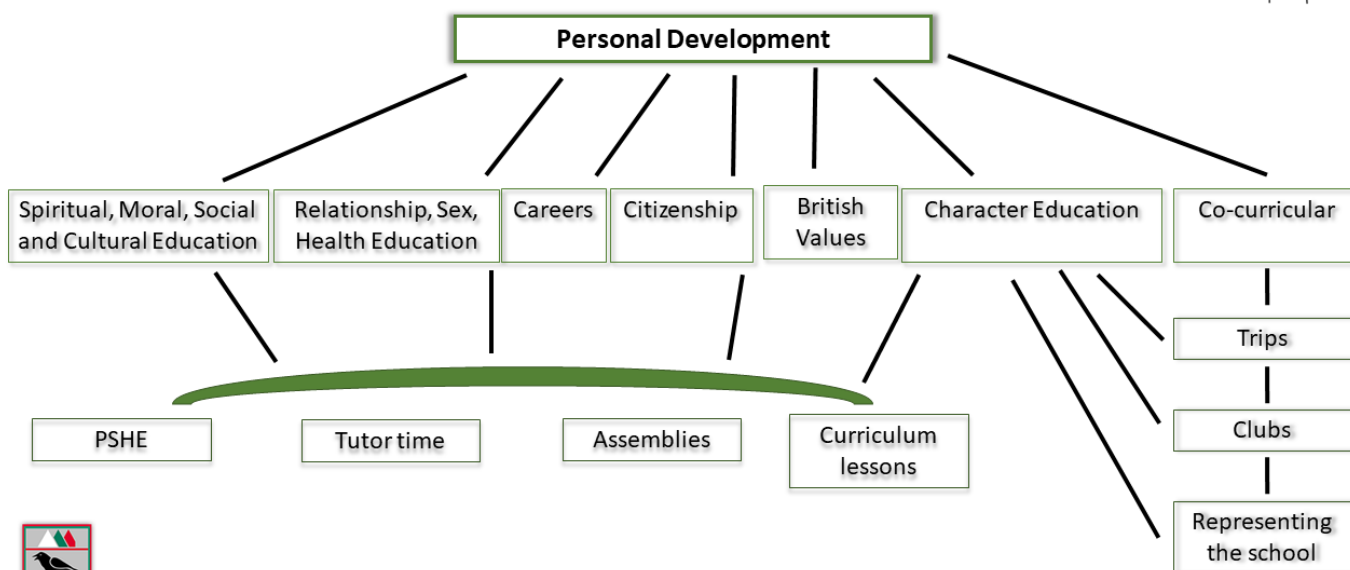 Personal Development
Spiritual, Moral, Social
and Cultural Education
Relationship, Sex,
Health Education
Careers
Citizenship
British
Values
Character Education
Co-curricular
Trips
Clubs
Representing
the school
PSHE
Tutor time
Assemblies
Curriculum
lessons